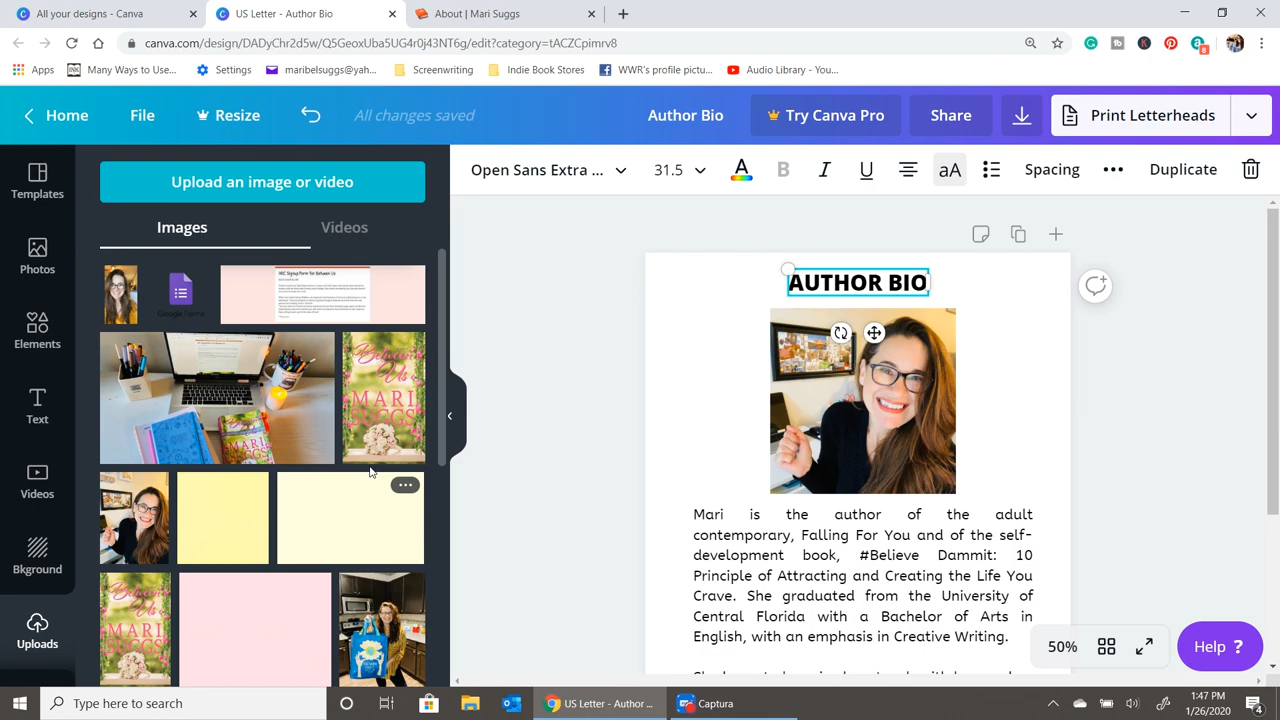 All your designs - Canva
US Letter - Author Bio
About | Mari Suggs
canva.com/design/DADyChr2d5w/Q5GeoxUba5UG4r0j43NT6g/edit?category=tACZCpimrv8
Apps
Many Ways to Use...
Settings
maribelsuggs@yah...
Screenwriting
Indie Book Stores
WWR's profile pictu...
Audio Library - You...
Home
File
Resize
All changes saved
Author Bio
Try Canva Pro
Share
Print Letterheads
Open Sans Extra ...
31.5
A
B
I
U
aA
Spacing
Duplicate
Templates
Photos
Elements
Text
Videos
Bkground
Uploads
Upload an image or video
Images
Videos
Google Forms
Between Us
MARI SUGGS
AUTHOR BIO
Mari is the author of the adult
contemporary, Falling For You and of the self-
development book, #Believe Dammit: 10
Principle of Attracting and Creating the Life You
Crave. She graduated from the University of
Central Florida with a Bachelor of Arts in
English, with an emphasis in Creative Writing.
50%
Help ?
Type here to search
US Letter - Author ...
Captura
1:47 PM
1/26/2020
4